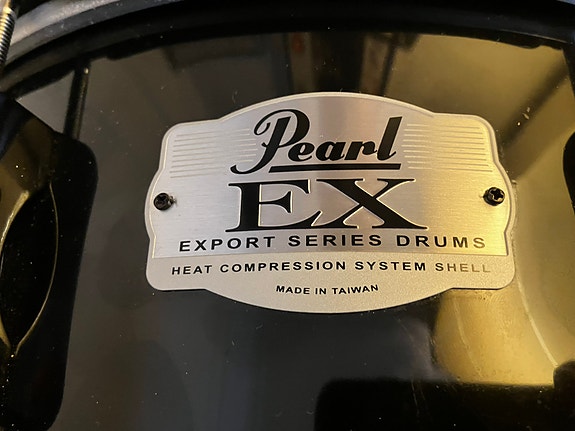 Pearl
EX
EXPORT SERIES DRUMS
HEAT COMPRESSION SYSTEM SHELL
MADE IN TAIWAN